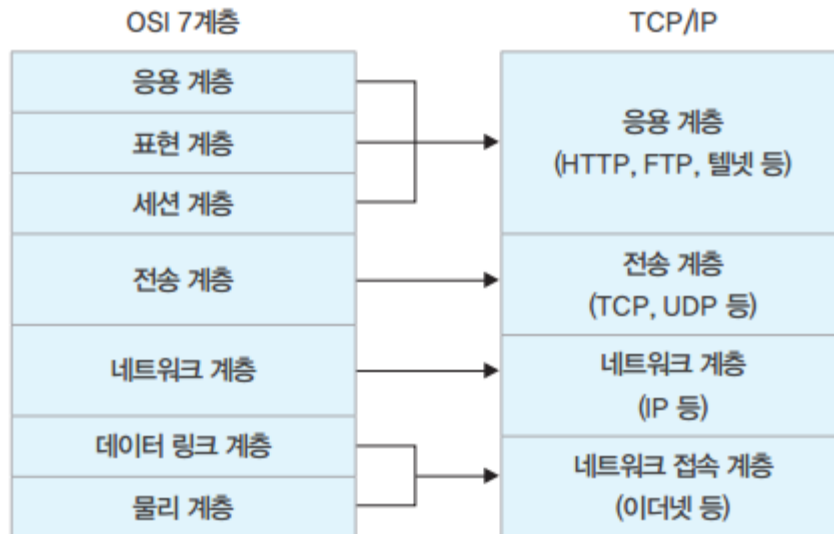 OSI 7계층
응용 계층
표현 계층
세션 계층
전송 계층
네트워크 계층
데이터 링크 계층
물리 계층
TCP/IP
응용 계층
(HTTP, FTP, 텔넷 등)
전송 계층
(TCP, UDP 등)
네트워크 계층
(IP 등)
네트워크 접속 계층
(이더넷 등)